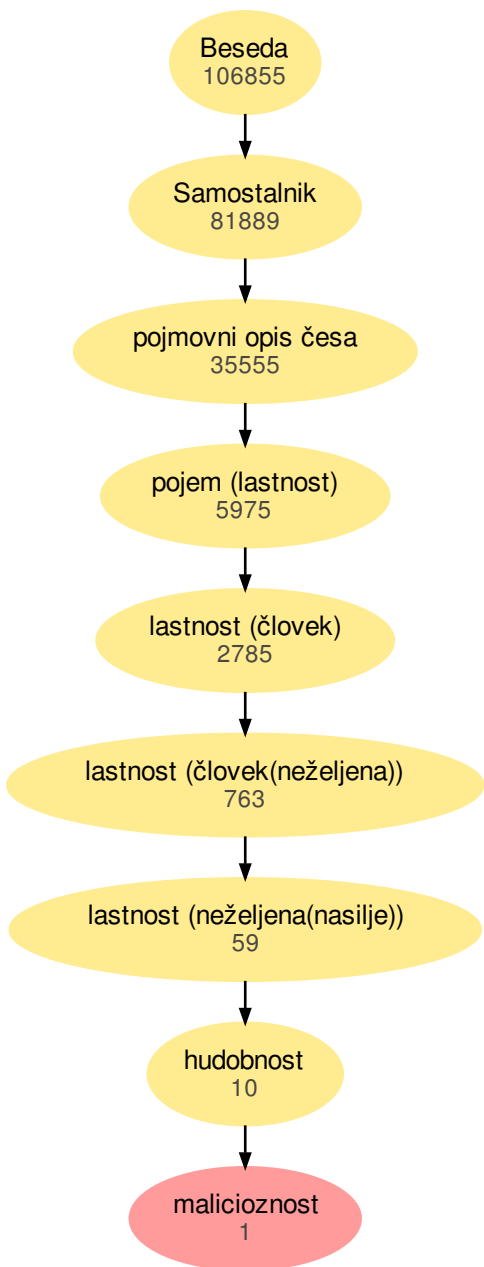 Beseda
106855
Samostalnik
81889
pojmovni opis česa
35555
pojem (lastnost)
5975
lastnost (človek)
2785
lastnost (človek(neželjena))
763
lastnost (neželjena(nasilje))
59
hudobnost
10
malicioznost
1